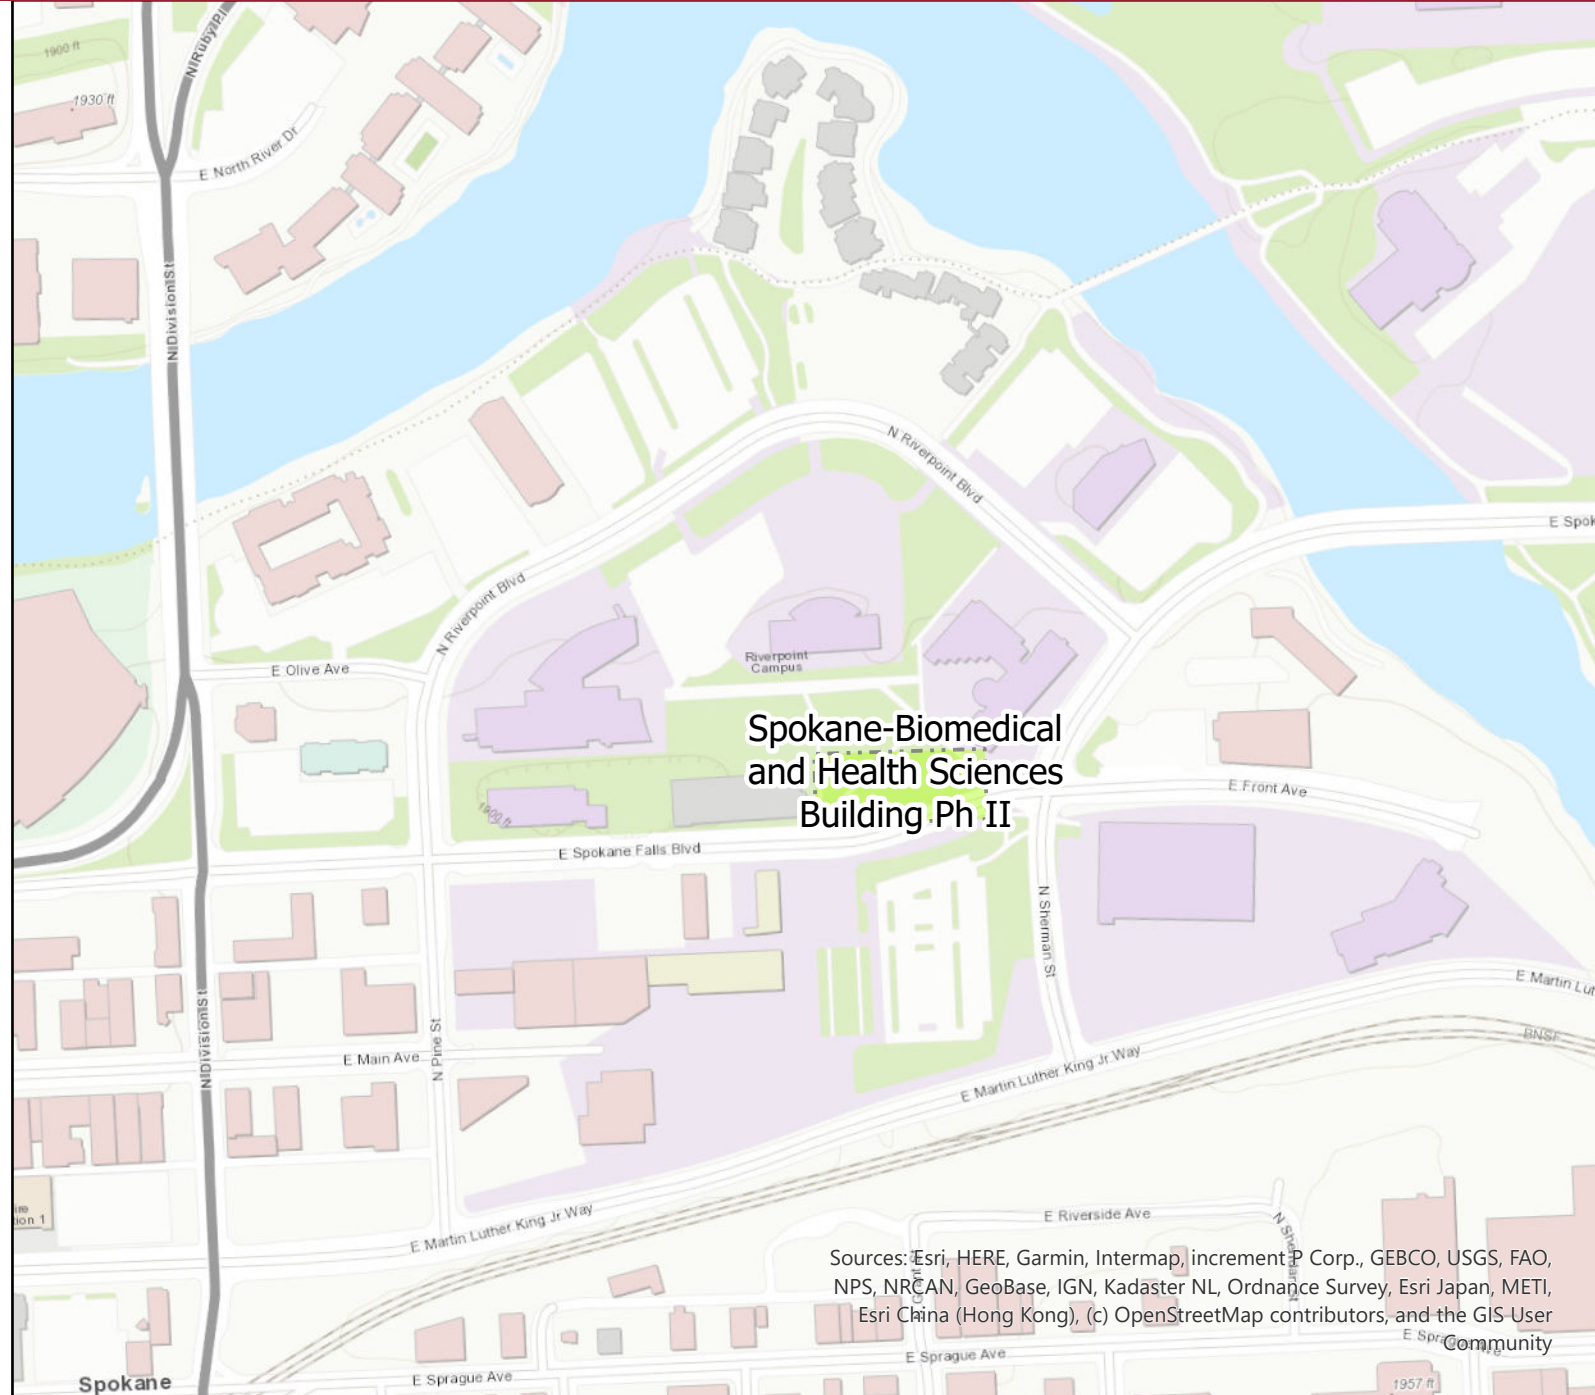 1900 ft
N Ruby Pl
1930 ft
E North River Dr
N Division St
N Riverpoint Blvd
E Spok
N Riverpoint Blvd
E Olive Ave
Riverpoint
Campus
Spokane-Biomedical
and Health Sciences
Building Ph II
E Front Ave
1900 ft
E Spokane Falls Blvd
N Sherman St
E Martin Lut
N Division St
N Pine St
E Main Ave
BNSF
E Martin Luther King Jr Way
ire
ion 1
E Martin Luther King Jr Way
E Riverside Ave
Sources: Esri, HERE, Garmin, Intermap, increment P Corp., GEBCO, USGS, FAO,
NPS, NRCAN, GeoBase, IGN, Kadaster NL, Ordnance Survey, Esri Japan, METI,
Esri China (Hong Kong), (c) OpenStreetMap contributors, and the GIS User
Community
E Sprague Ave
Spokane
E Sprague Ave
1957 ft